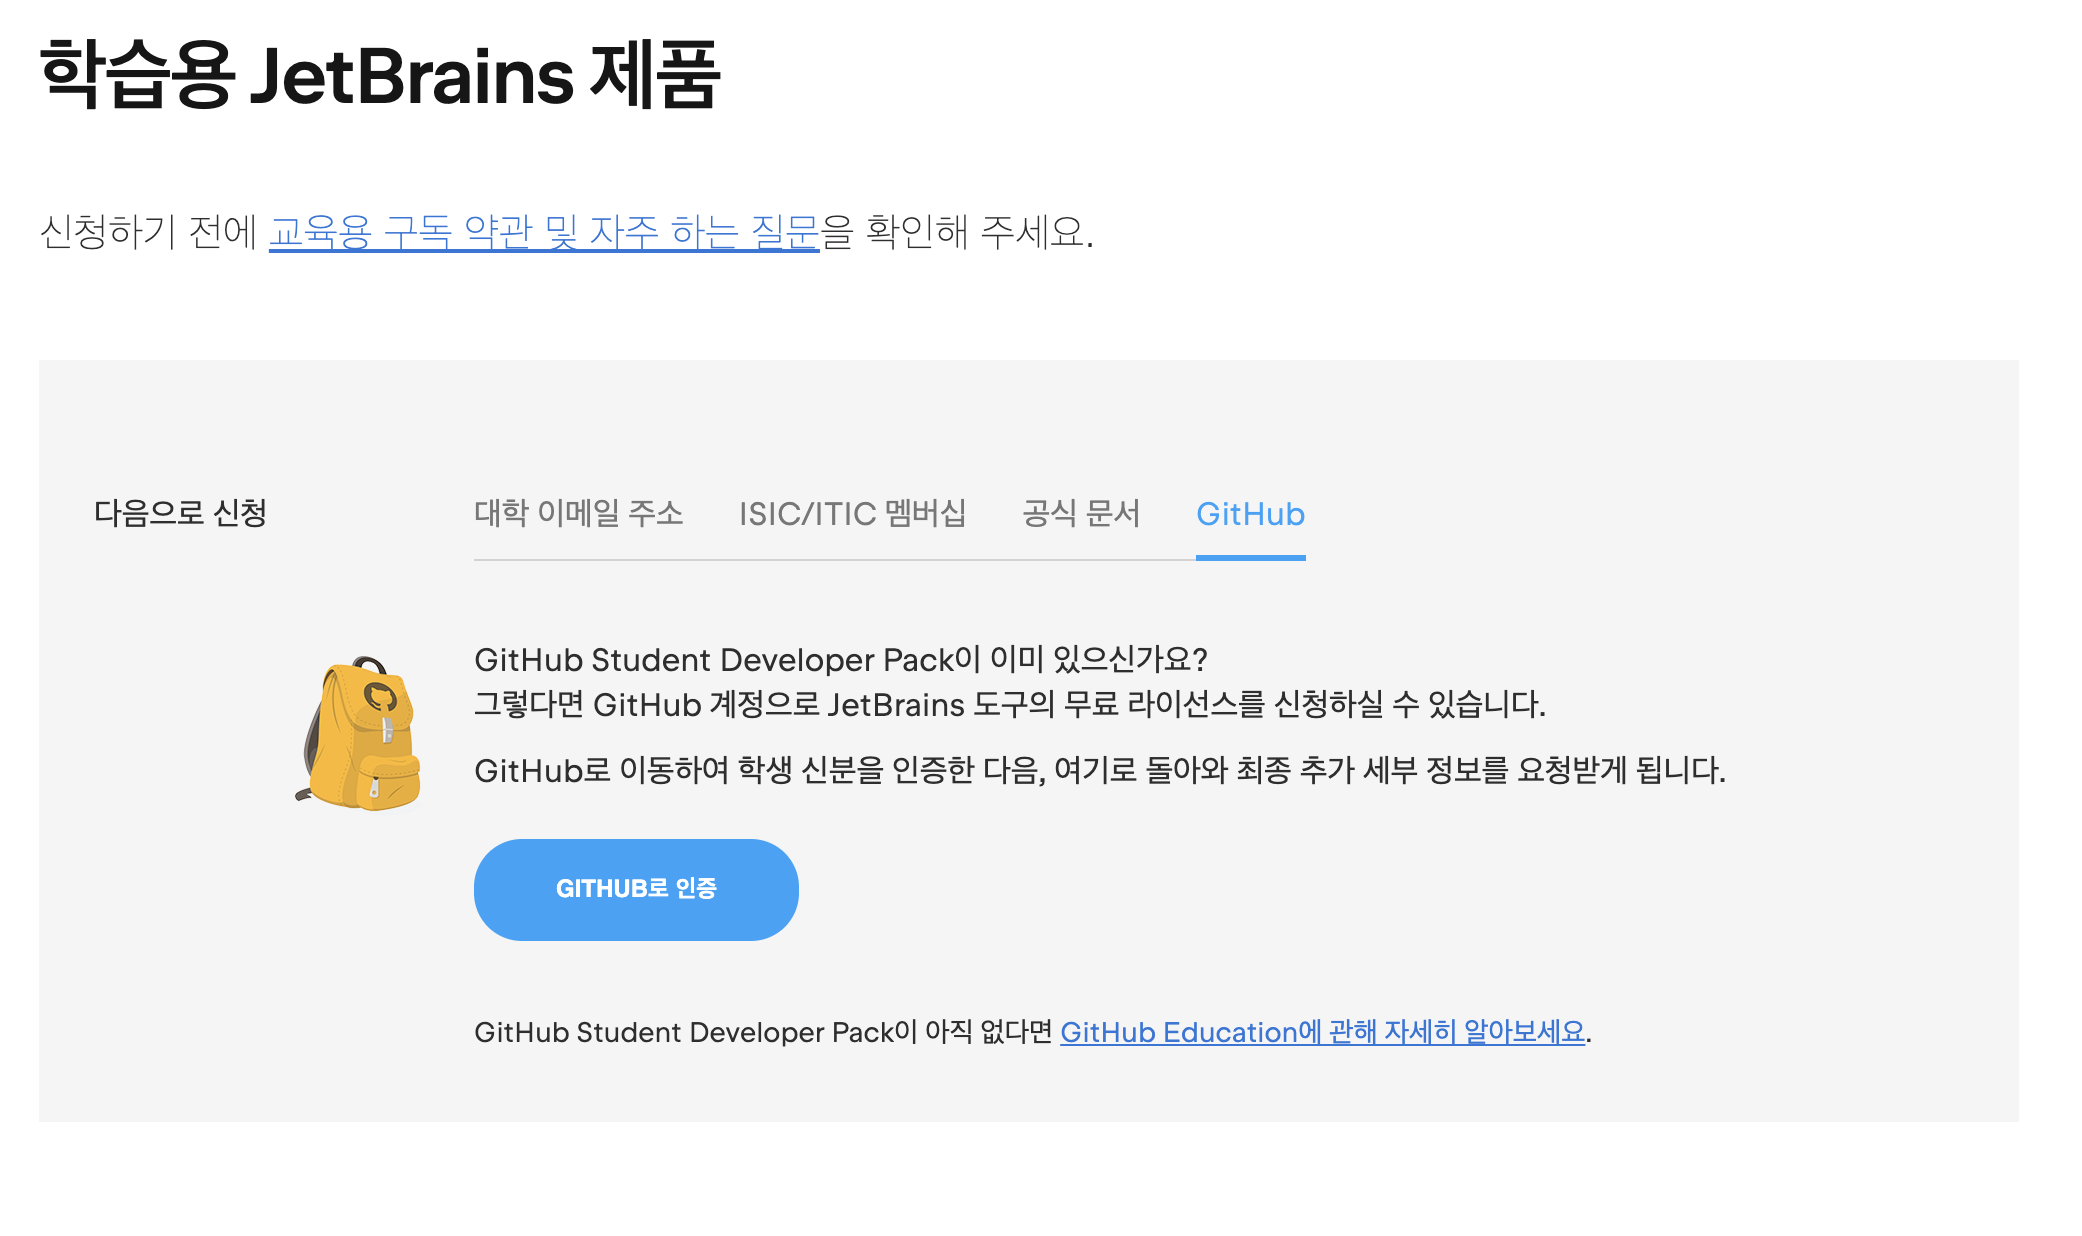 학습용 JetBrains 제품
신청하기 전에 교육용 구독 약관 및 자주 하는 질문을 확인해 주세요.
다음으로 신청
대학 이메일 주소 ISIC/ITIC 멤버십 공식 문서 GitHub
GitHub Student Developer Pack이 이미 있으신가요?
그렇다면 GitHub 계정으로 JetBrains 도구의 무료 라이선스를 신청하실 수 있습니다.
GitHub로 이동하여 학생 신분을 인증한 다음, 여기로 돌아와 최종 추가 세부 정보를 요청받게 됩니다.
GITHUB로 인증
GitHub Student Developer Pack이 아직 없다면 GitHub Education에 관해 자세히 알아보세요.